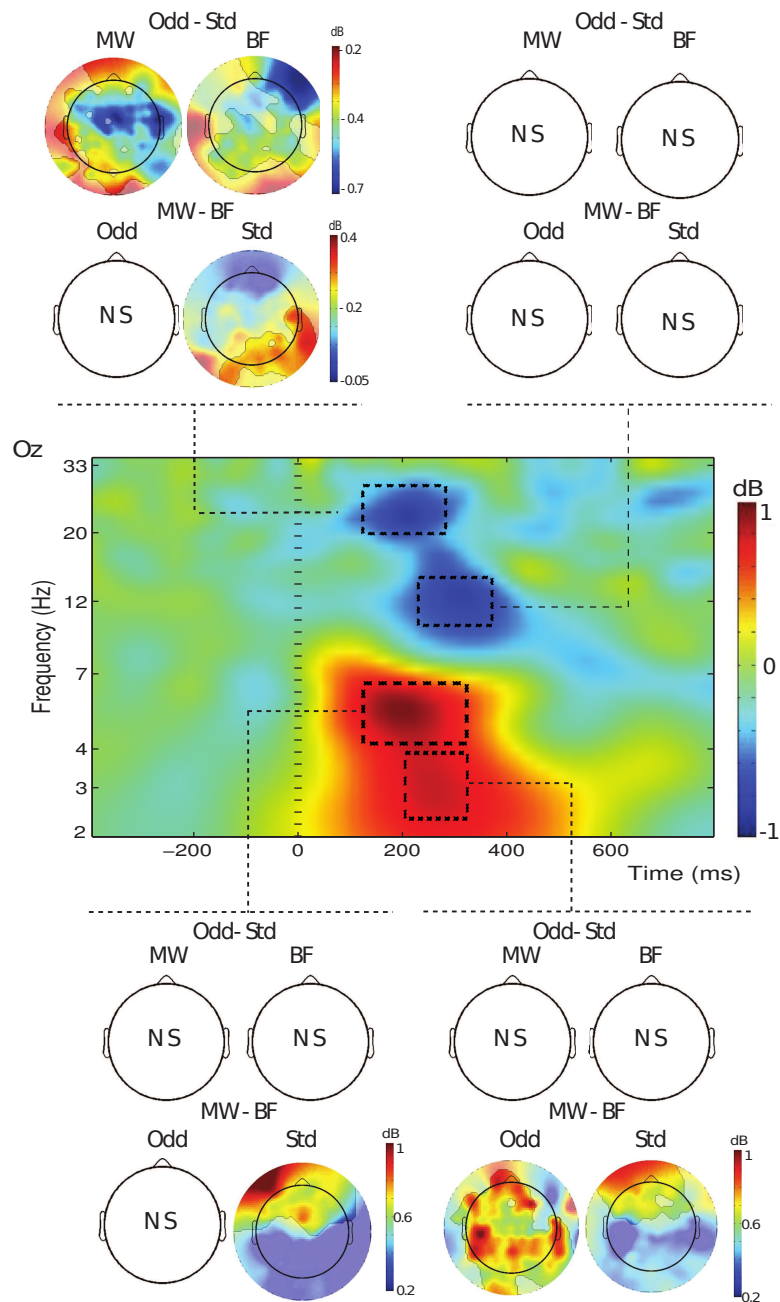 Odd - Std
MW BF
dB
- 0.2
- 0.4
- 0.7
MW - BF
Odd Std
dB
NS
0.4
- 0.2
-0.05
Odd - Std
MW BF
NS NS
MW - BF
Odd Std
NS NS
Oz
Frequency (Hz)
33
20
12
7
4
3
2
−200 0 200 400 600
Time (ms)
dB
1
0
-1
Odd- Std
MW BF
NS NS
MW - BF
Odd Std
dB
NS
1
0.6
0.2
Odd-Std
MW BF
NS NS
MW - BF
Odd Std
dB
1
0.6
0.2